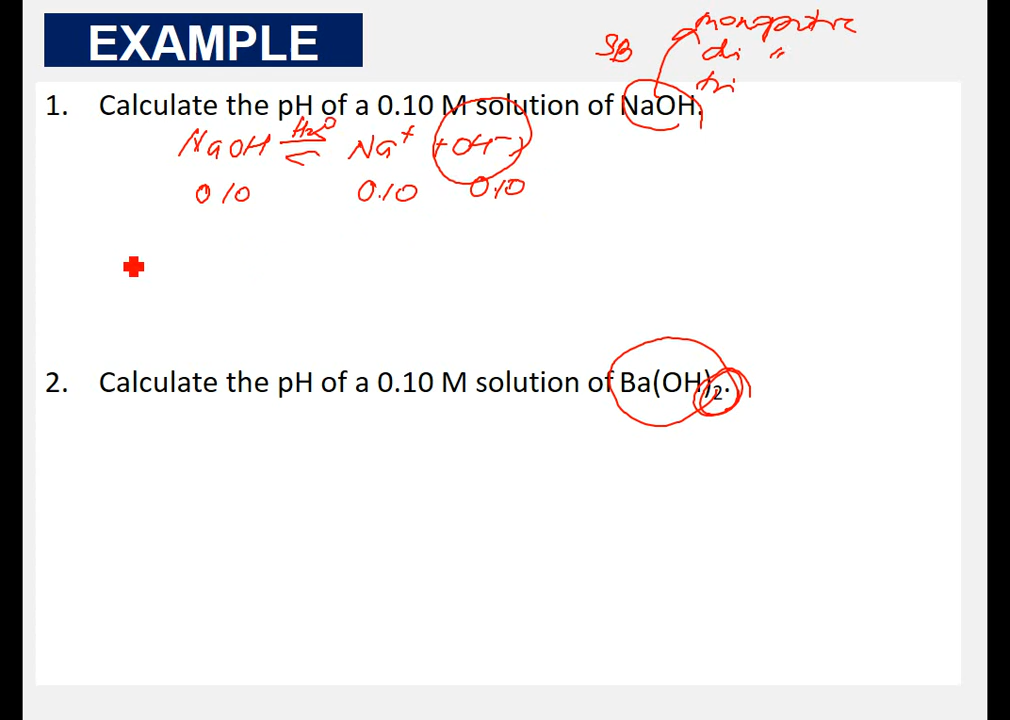 EXAMPLE
SB
di "
tri
1. Calculate the pH of a 0.10 M solution of NaOH.
NaOH ⇌ H₂O Na⁺ + OH⁻
0.10 0.10 0.10
2. Calculate the pH of a 0.10 M solution of Ba(OH)₂.